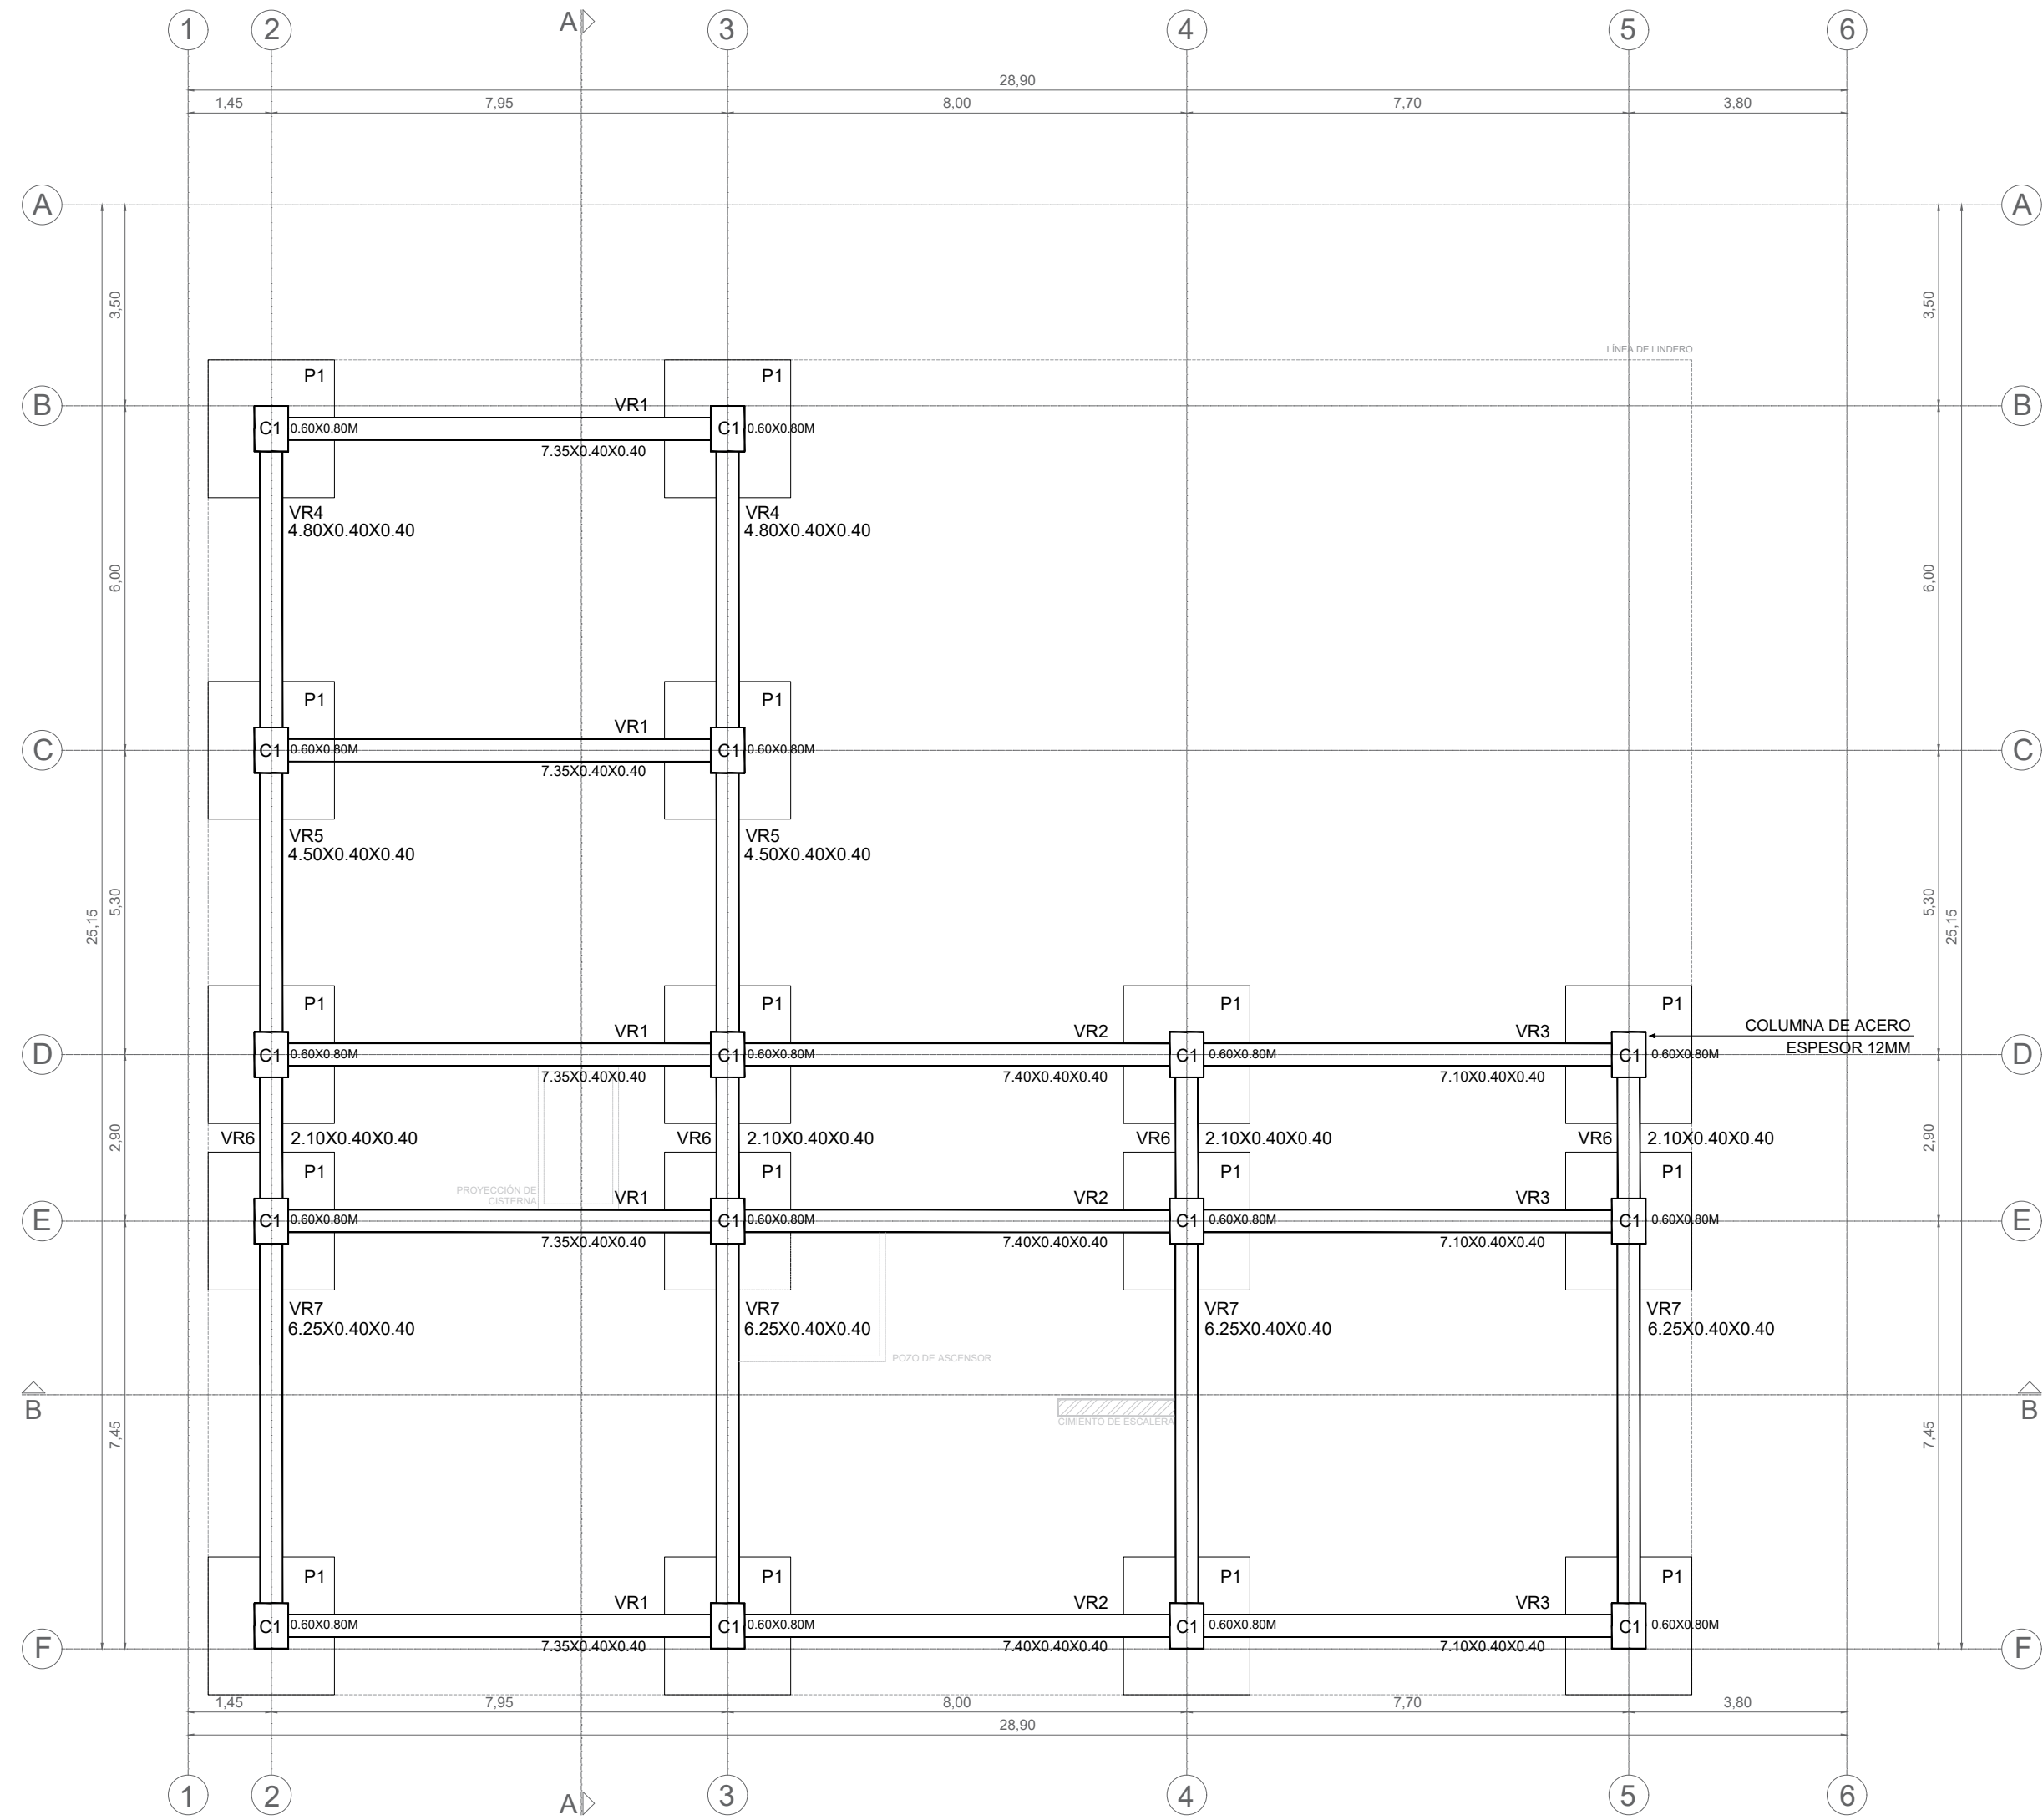 1 2 A 3 4 5 6
28,90
1,45 7,95 8,00 7,70 3,80
A A
3,50 3,50
LÍNEA DE LINDERO
P1 P1
B VR1 B
C1 0.60X0.80M C1 0.60X0.80M
7.35X0.40X0.40
VR4 VR4
4.80X0.40X0.40 4.80X0.40X0.40
6,00 6,00
P1 P1
VR1
C C1 0.60X0.80M C1 0.60X0.80M C
7.35X0.40X0.40
VR5 VR5
4.50X0.40X0.40 4.50X0.40X0.40
5,30 5,30
25,15 25,15
P1 P1 P1 P1
COLUMNA DE ACERO
VR1 VR2 VR3
ESPESOR 12MM
D C1 0.60X0.80M C1 0.60X0.80M C1 0.60X0.80M C1 0.60X0.80M D
7.35X0.40X0.40 7.40X0.40X0.40 7.10X0.40X0.40
2,90 VR6 2.10X0.40X0.40 VR6 2.10X0.40X0.40 VR6 2.10X0.40X0.40 VR6 2.10X0.40X0.40 2,90
P1 P1 P1 P1
PROYECCIÓN DE
CISTERNA
VR1 VR2 VR3
E C1 0.60X0.80M C1 0.60X0.80M C1 0.60X0.80M C1 0.60X0.80M E
7.35X0.40X0.40 7.40X0.40X0.40 7.10X0.40X0.40
VR7 VR7 VR7 VR7
6.25X0.40X0.40 6.25X0.40X0.40 6.25X0.40X0.40 6.25X0.40X0.40
POZO DE ASCENSOR
B B
CIMIENTO DE ESCALERA
7,45 7,45
P1 P1 P1 P1
VR1 VR2 VR3
C1 0.60X0.80M C1 0.60X0.80M C1 0.60X0.80M C1 0.60X0.80M
F 7.35X0.40X0.40 7.40X0.40X0.40 7.10X0.40X0.40 F
1,45 7,95 8,00 7,70 3,80
28,90
1 2 A 3 4 5 6